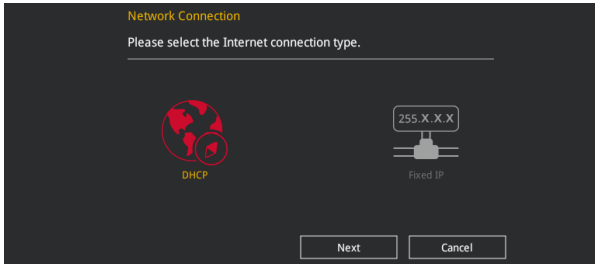 Network Connection
Please select the Internet connection type.
255.X.X.X
DHCP
Fixed IP
Next
Cancel